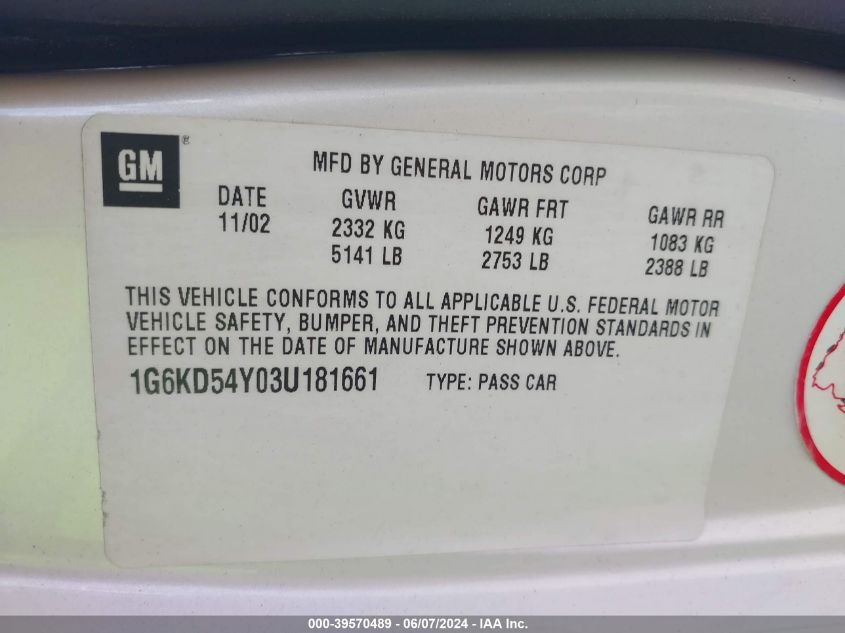 GM ®
MFD BY GENERAL MOTORS CORP
DATE GVWR GAWR FRT GAWR RR
11/02 2332 KG 1249 KG 1083 KG
5141 LB 2753 LB 2388 LB
THIS VEHICLE CONFORMS TO ALL APPLICABLE U.S. FEDERAL MOTOR
VEHICLE SAFETY, BUMPER, AND THEFT PREVENTION STANDARDS IN
EFFECT ON THE DATE OF MANUFACTURE SHOWN ABOVE.
1G6KD54Y03U181661 TYPE: PASS CAR
000-39570489 - 06/07/2024 - IAA Inc.